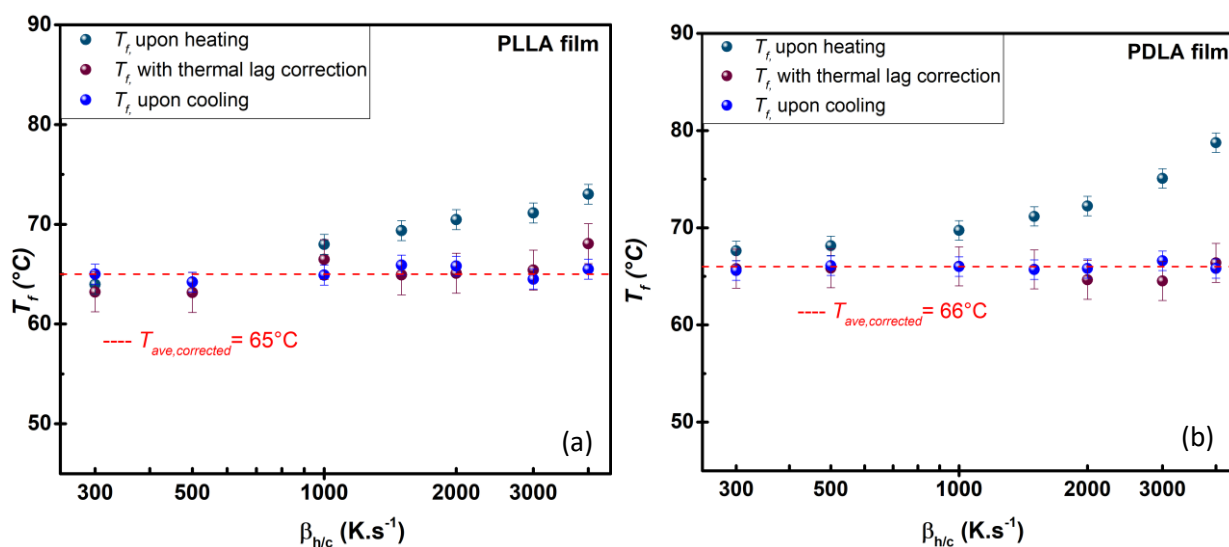 90
80
70
60
50
T_f (°C)
T_f, upon heating
T_f, with thermal lag correction
T_f, upon cooling
PLLA film
---- T_ave,corrected = 65°C
(a)
300 500 1000 2000 3000
β_h/c (K.s⁻¹)
90
80
70
60
50
T_f (°C)
T_f, upon heating
T_f, with thermal lag correction
T_f, upon cooling
PDLA film
---- T_ave,corrected = 66°C
(b)
300 500 1000 2000 3000
β_h/c (K.s⁻¹)